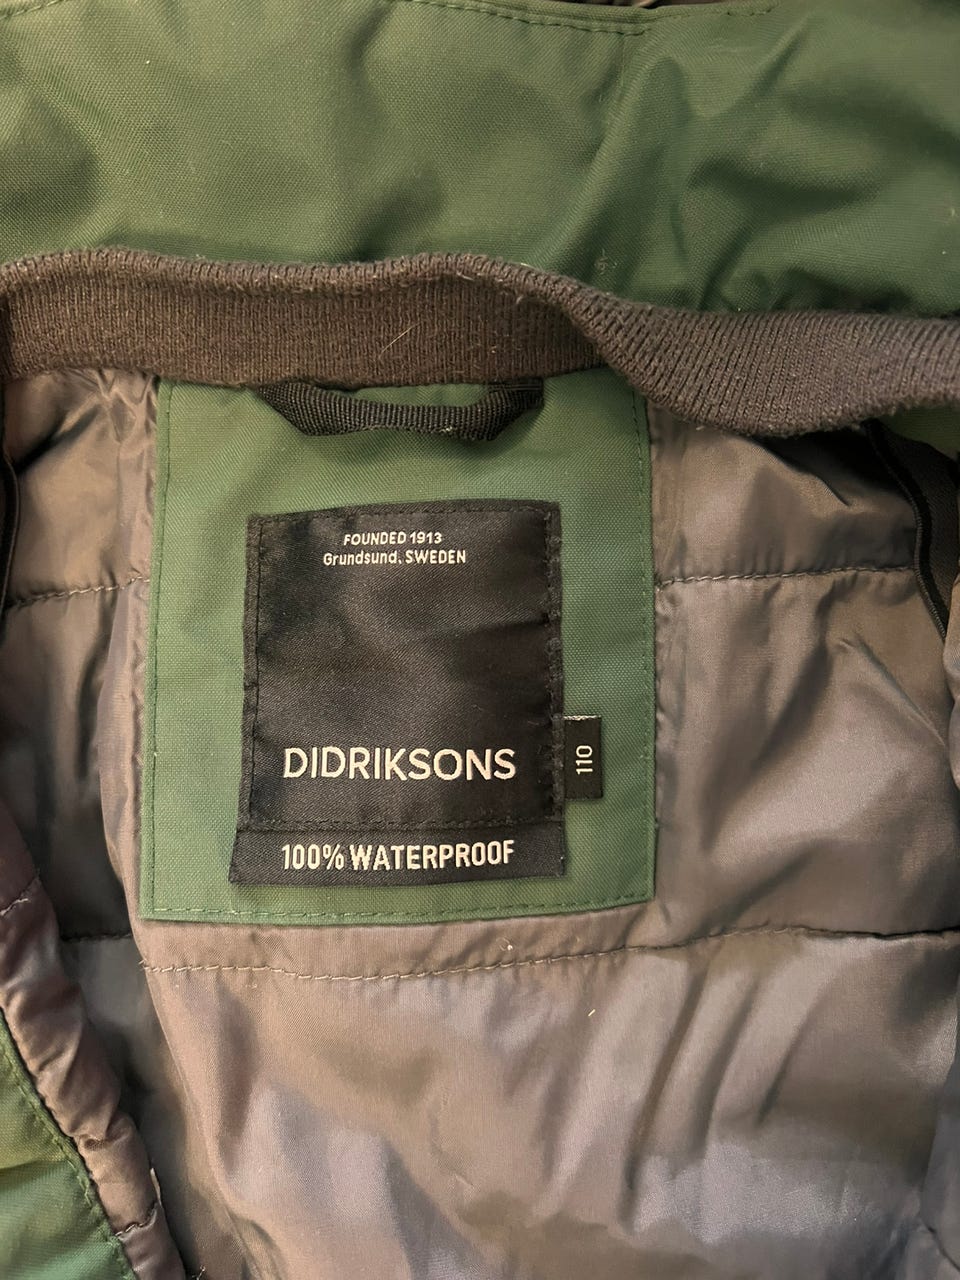 FOUNDED 1913
Grundsund, SWEDEN
DIDRIKSONS
110
100% WATERPROOF